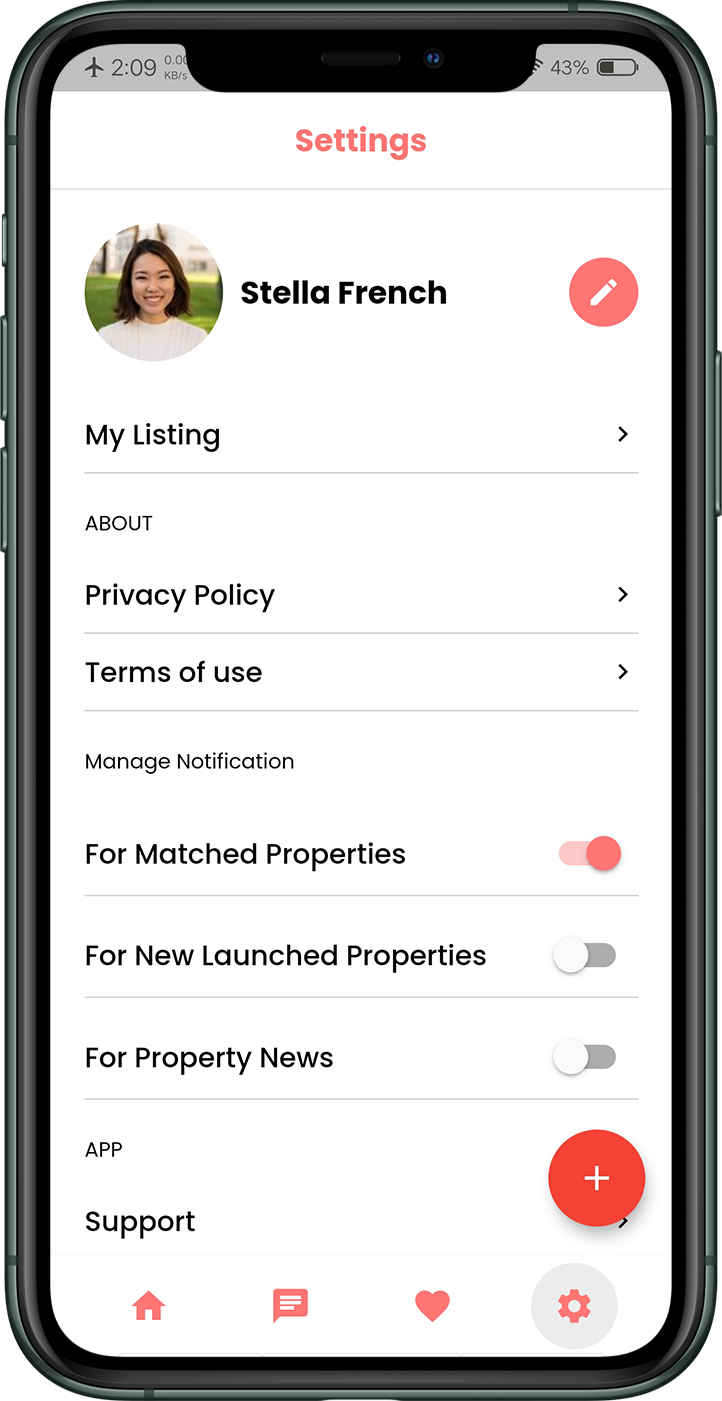 2:09 0.00 KB/s 43%
Settings
Stella French
My Listing
ABOUT
Privacy Policy
Terms of use
Manage Notification
For Matched Properties
For New Launched Properties
For Property News
APP
Support